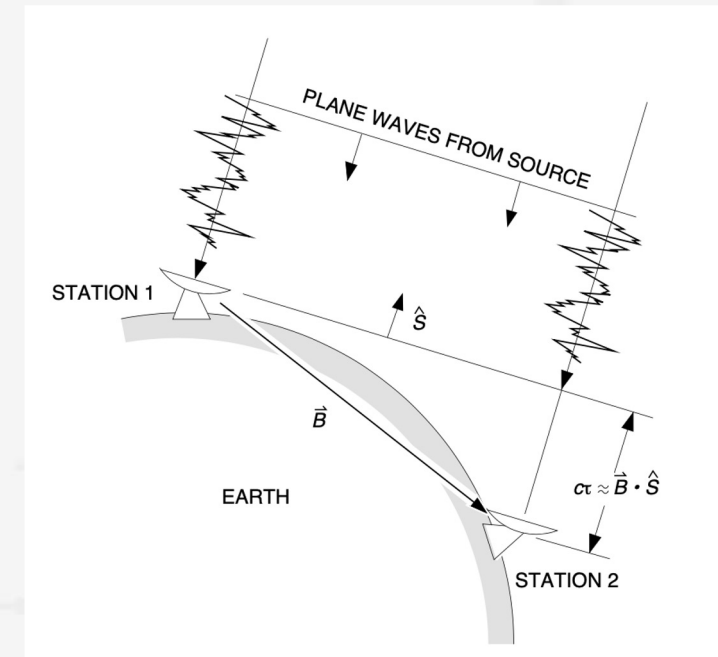 PLANE WAVES FROM SOURCE
STATION 1
Ŝ
B⃗
EARTH
cτ ≈ B⃗ • Ŝ
STATION 2